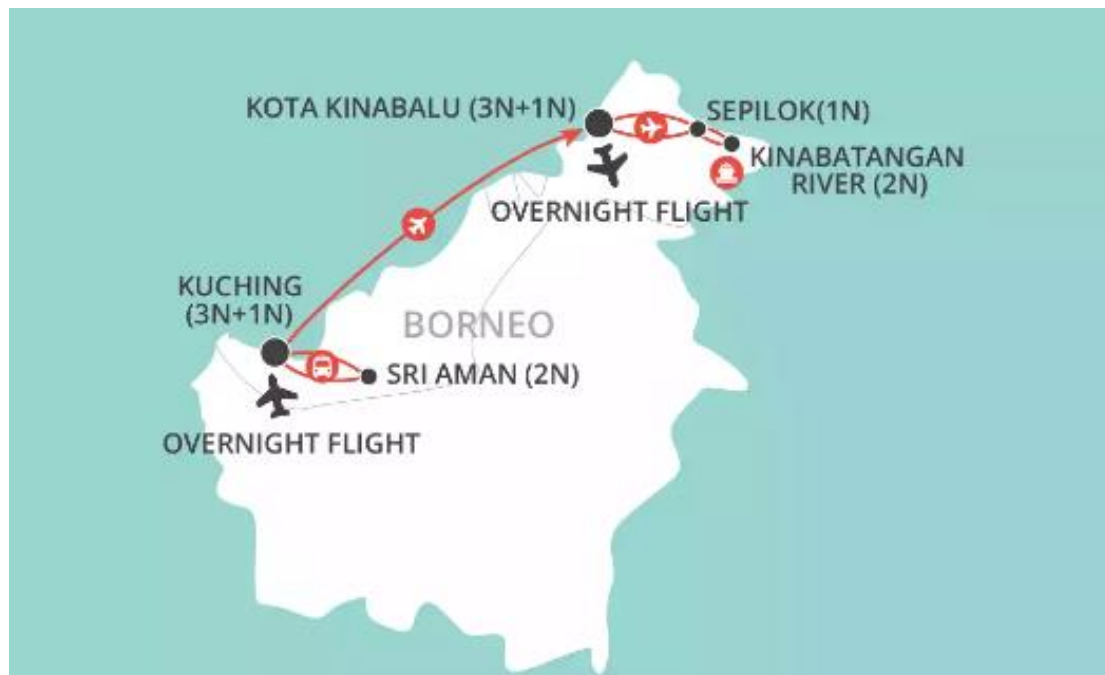 KOTA KINABALU (3N+1N)
SEPILOK(1N)
KINABATANGAN
RIVER (2N)
OVERNIGHT FLIGHT
KUCHING
(3N+1N)
BORNEO
SRI AMAN (2N)
OVERNIGHT FLIGHT